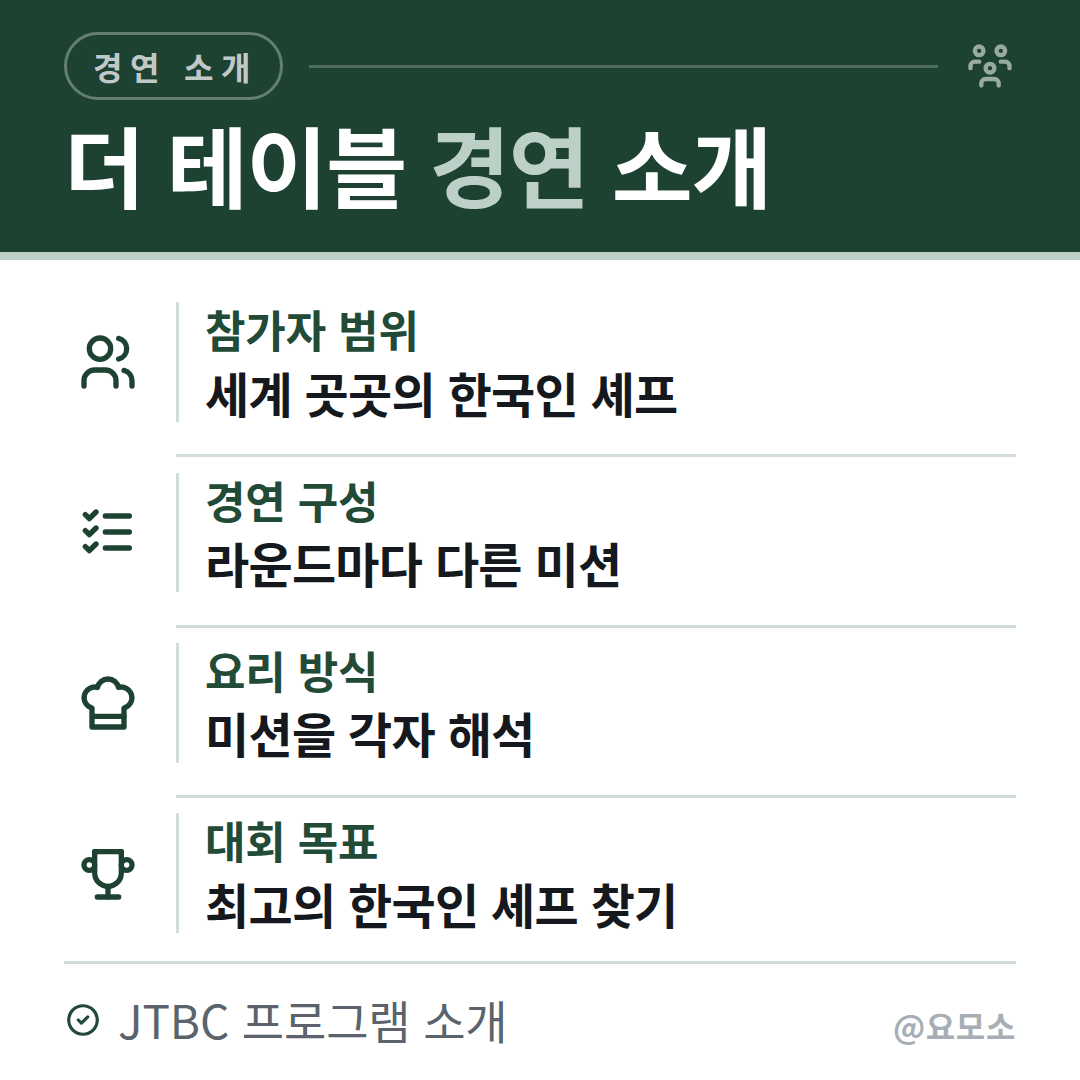 경연 소개
더 테이블 경연 소개
참가자 범위
세계 곳곳의 한국인 셰프
경연 구성
라운드마다 다른 미션
요리 방식
미션을 각자 해석
대회 목표
최고의 한국인 셰프 찾기
JTBC 프로그램 소개
@요모소